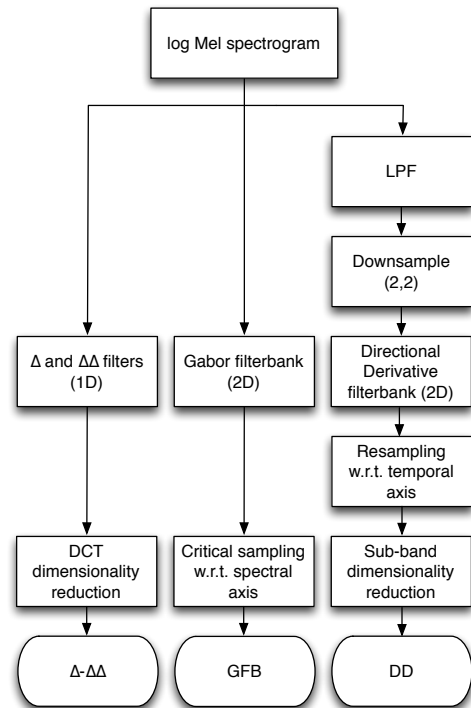 log Mel spectrogram
LPF
Downsample
(2,2)
Δ and ΔΔ filters
(1D)
Gabor filterbank
(2D)
Directional
Derivative
filterbank (2D)
Resampling
w.r.t. temporal
axis
DCT
dimensionality
reduction
Critical sampling
w.r.t. spectral
axis
Sub-band
dimensionality
reduction
Δ-ΔΔ
GFB
DD